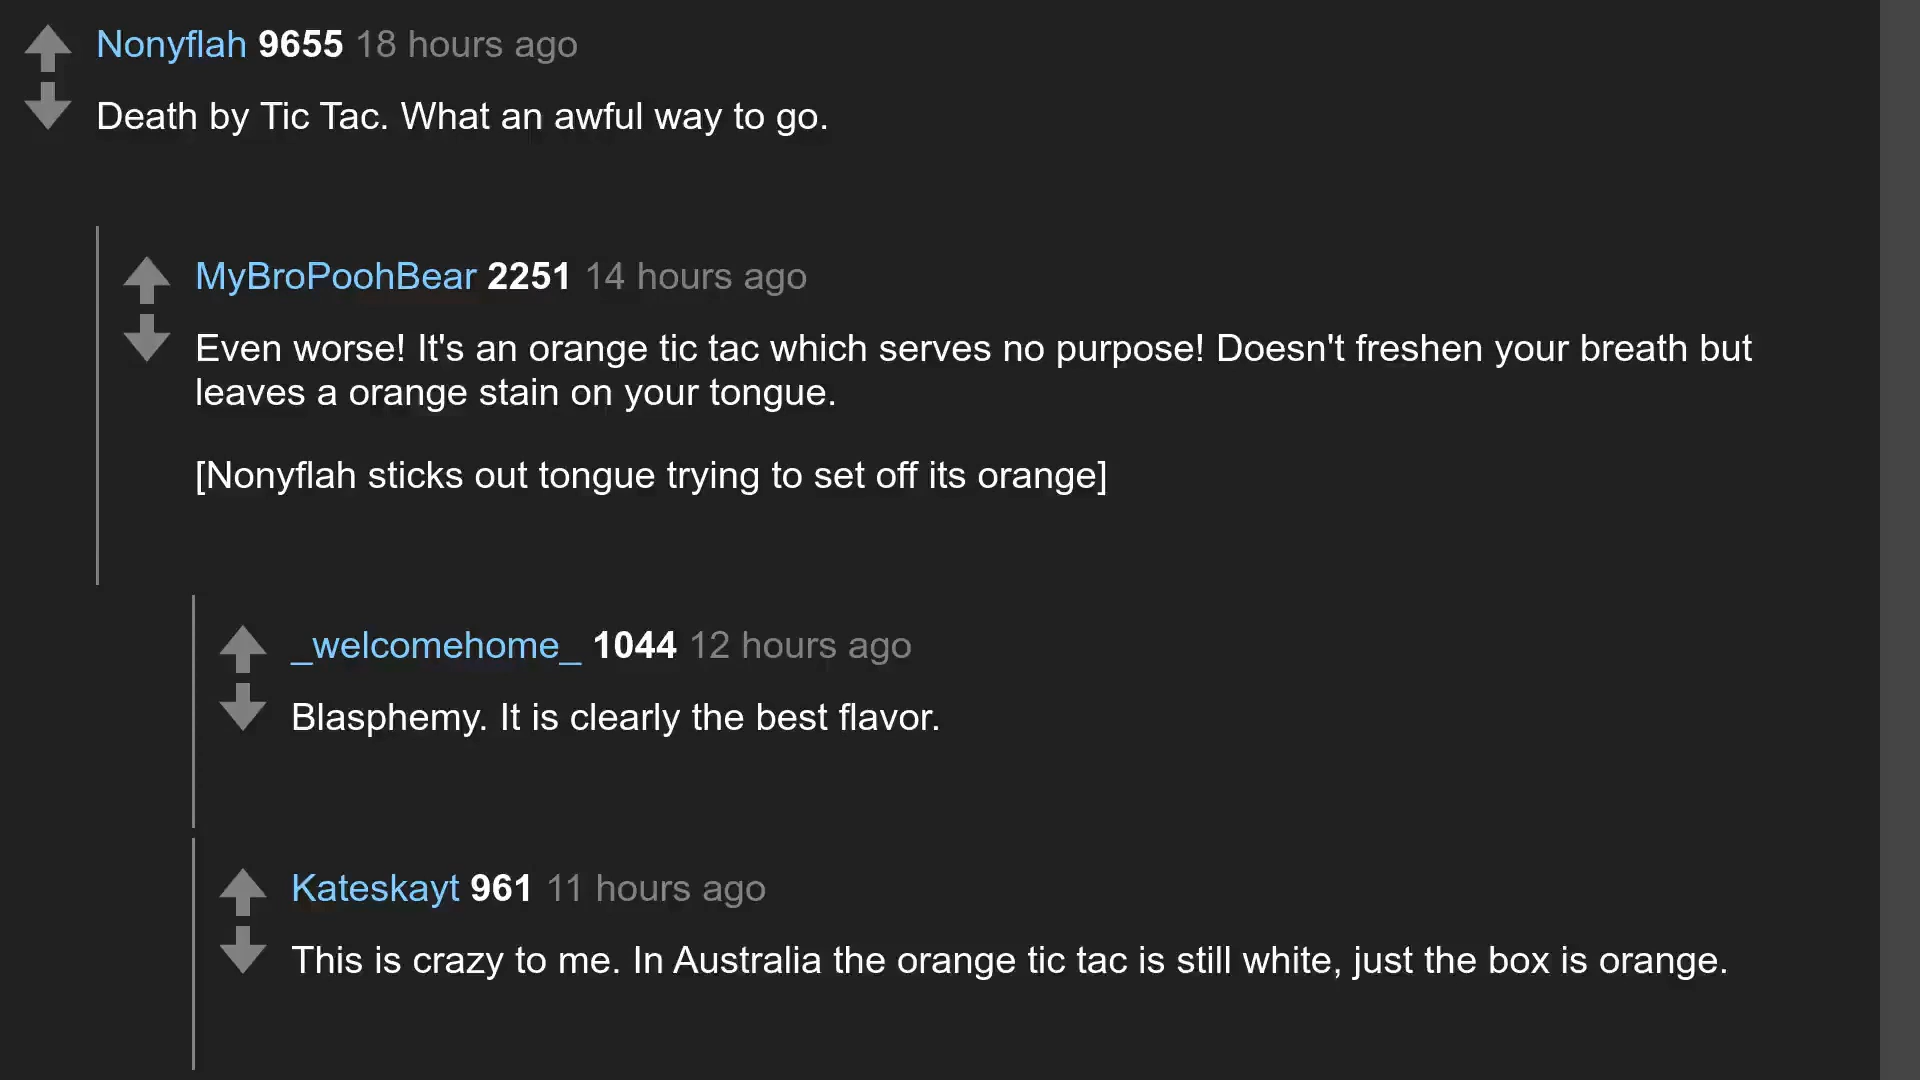 Nonyflah 9655 18 hours ago
Death by Tic Tac. What an awful way to go.
MyBroPoohBear 2251 14 hours ago
Even worse! It's an orange tic tac which serves no purpose! Doesn't freshen your breath but
leaves a orange stain on your tongue.
[Nonyflah sticks out tongue trying to set off its orange]
_welcomehome_ 1044 12 hours ago
Blasphemy. It is clearly the best flavor.
Kateskayt 961 11 hours ago
This is crazy to me. In Australia the orange tic tac is still white, just the box is orange.